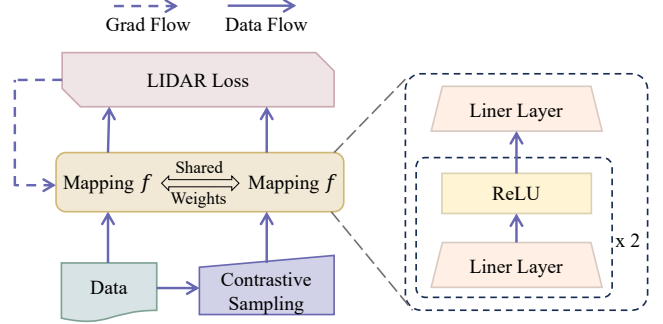 Grad Flow
Data Flow
LIDAR Loss
Mapping f
Shared
Weights
Mapping f
Data
Contrastive
Sampling
Liner Layer
ReLU
x 2
Liner Layer